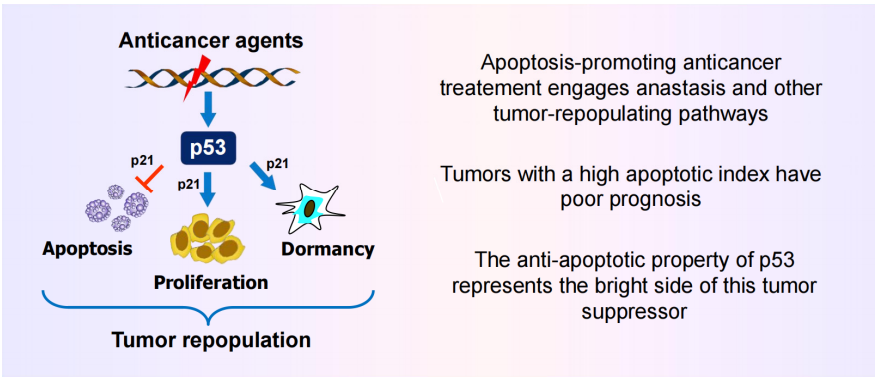 Anticancer agents
p53
p21
p21
p21
Apoptosis
Proliferation
Dormancy
Tumor repopulation
Apoptosis-promoting anticancer
treatement engages anastasis and other
tumor-repopulating pathways
Tumors with a high apoptotic index have
poor prognosis
The anti-apoptotic property of p53
represents the bright side of this tumor
suppressor